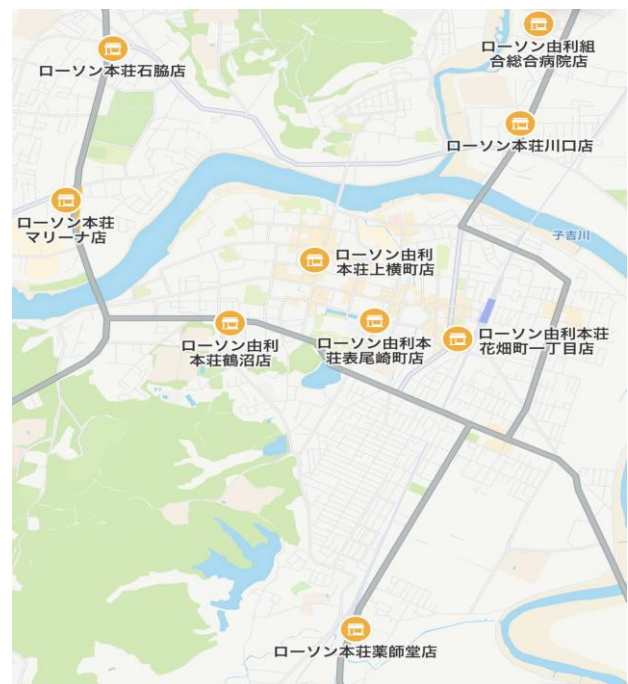 ローソン由利組
合総合病院店
ローソン本荘石脇店
ローソン本荘川口店
ローソン本荘
マリーナ店
子吉川
ローソン由利
本荘上横町店
ローソン由利
本荘鶴沼店
ローソン由利本
荘表尾崎町店
ローソン由利本荘
花畑町一丁目店
ローソン本荘薬師堂店